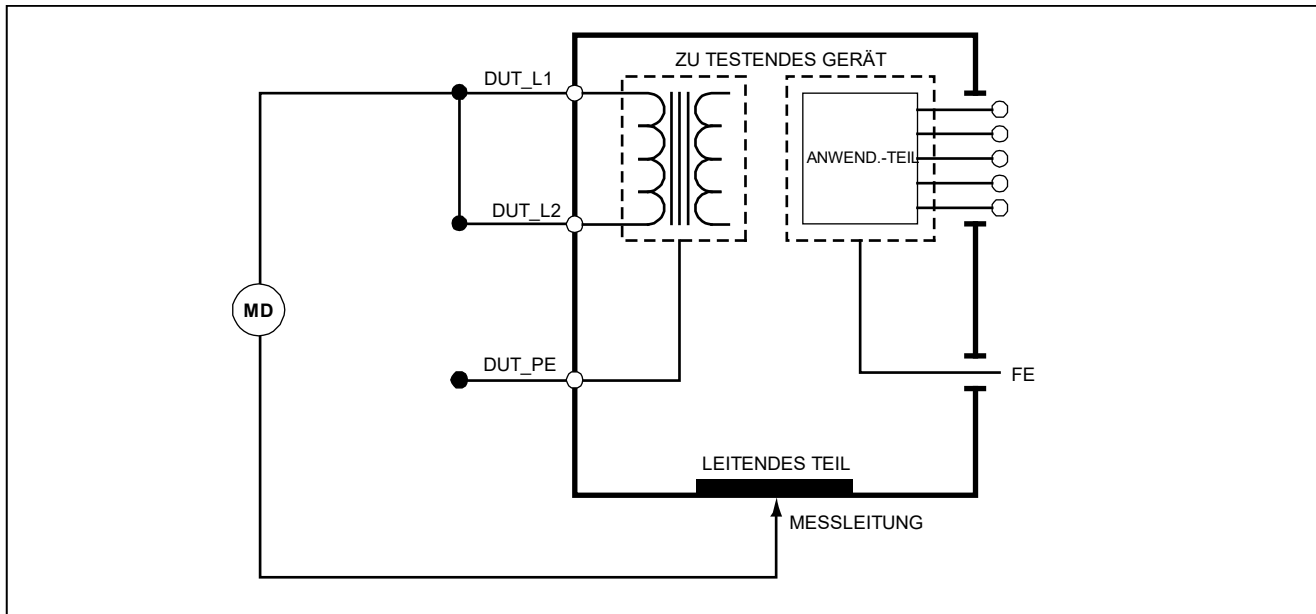 ZU TESTENDES GERÄT
DUT_L1
ANWEND.-TEIL
DUT_L2
MD
DUT_PE
FE
LEITENDES TEIL
MESSLEITUNG